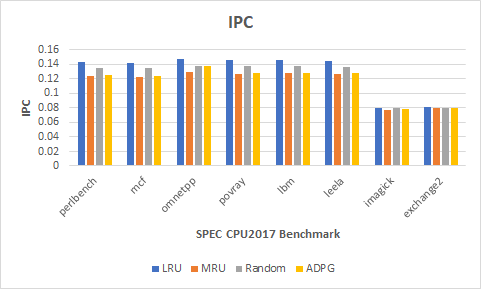 IPC
0.16
0.14
0.12
0.1
0.08
0.06
0.04
0.02
0
IPC
perlbench
mcf
omnetpp
povray
lbm
leela
imagick
exchange2
SPEC CPU2017 Benchmark
LRU MRU Random ADPG